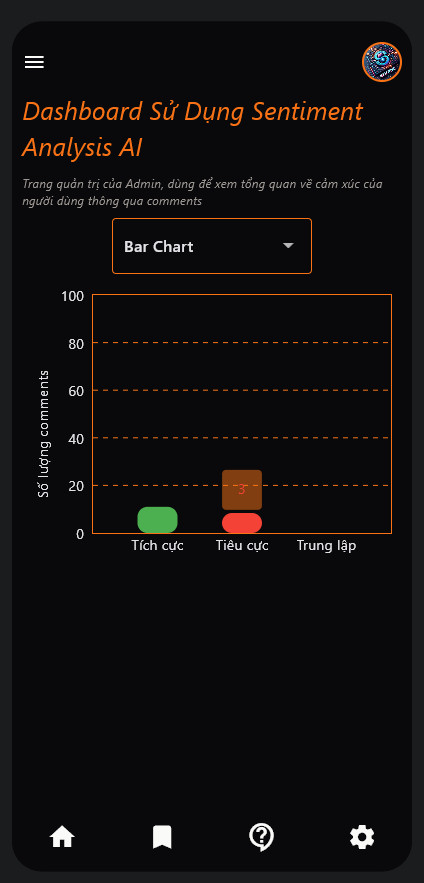 Dashboard Sử Dụng Sentiment
Analysis AI
Trang quản trị của Admin, dùng để xem tổng quan về cảm xúc của
người dùng thông qua comments
Bar Chart
Số lượng comments
100
80
60
40
20
0
3
Tích cực Tiêu cực Trung lập